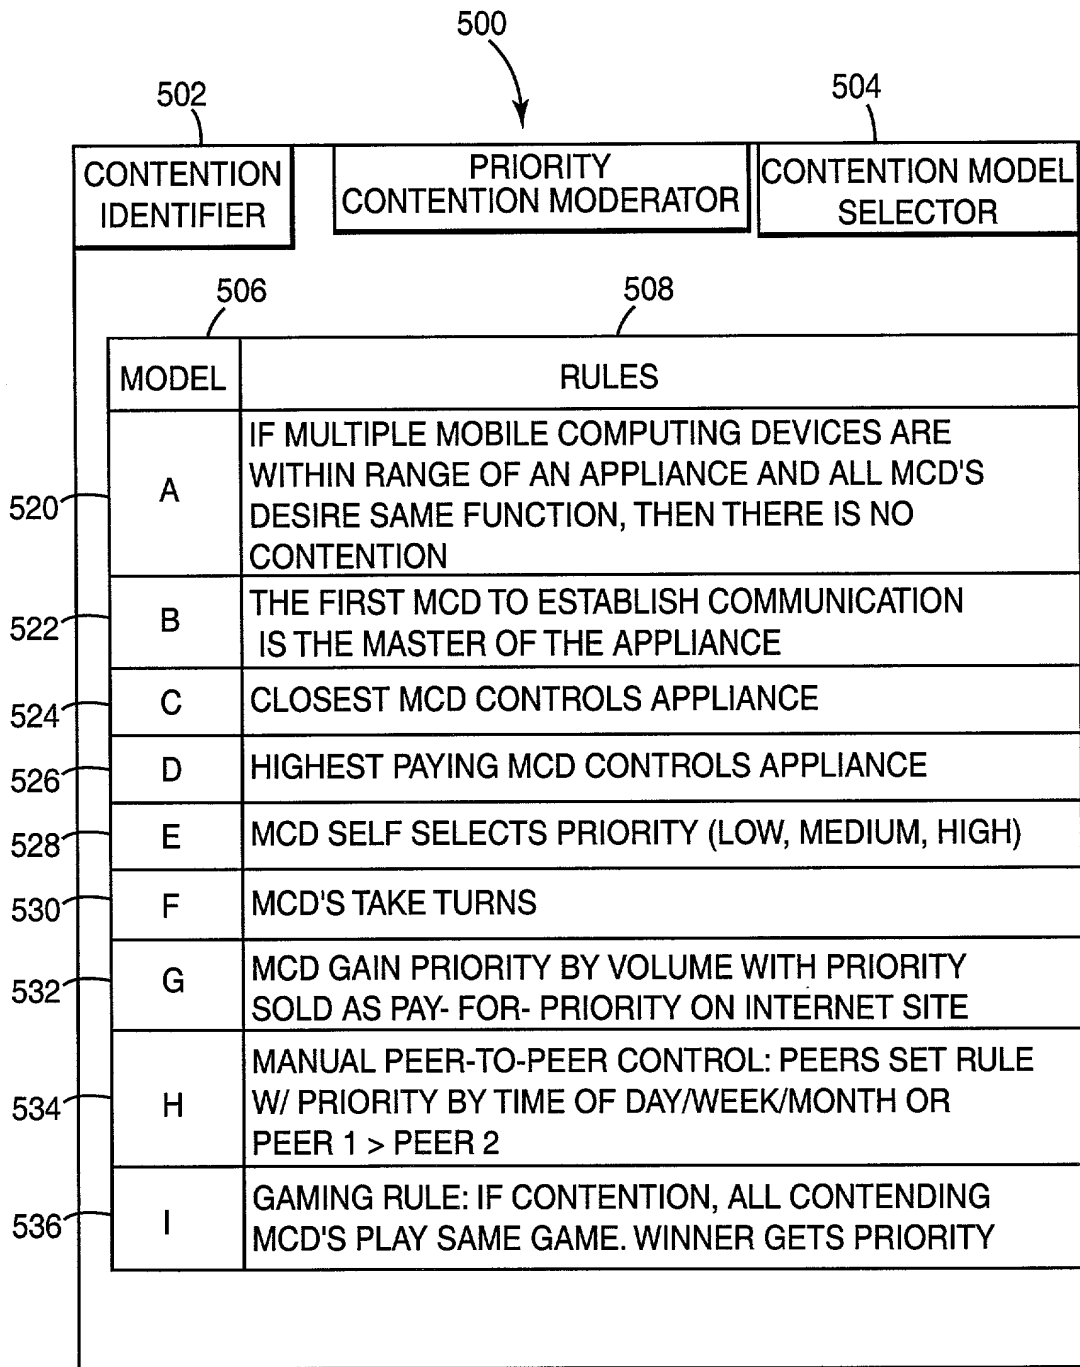 500
502
504
CONTENTION
IDENTIFIER
PRIORITY
CONTENTION MODERATOR
CONTENTION MODEL
SELECTOR
506
508
MODEL
RULES
520
A
IF MULTIPLE MOBILE COMPUTING DEVICES ARE
WITHIN RANGE OF AN APPLIANCE AND ALL MCD'S
DESIRE SAME FUNCTION, THEN THERE IS NO
CONTENTION
522
B
THE FIRST MCD TO ESTABLISH COMMUNICATION
IS THE MASTER OF THE APPLIANCE
524
C
CLOSEST MCD CONTROLS APPLIANCE
526
D
HIGHEST PAYING MCD CONTROLS APPLIANCE
528
E
MCD SELF SELECTS PRIORITY (LOW, MEDIUM, HIGH)
530
F
MCD'S TAKE TURNS
532
G
MCD GAIN PRIORITY BY VOLUME WITH PRIORITY
SOLD AS PAY- FOR- PRIORITY ON INTERNET SITE
534
H
MANUAL PEER-TO-PEER CONTROL: PEERS SET RULE
W/ PRIORITY BY TIME OF DAY/WEEK/MONTH OR
PEER 1 > PEER 2
536
I
GAMING RULE: IF CONTENTION, ALL CONTENDING
MCD'S PLAY SAME GAME. WINNER GETS PRIORITY